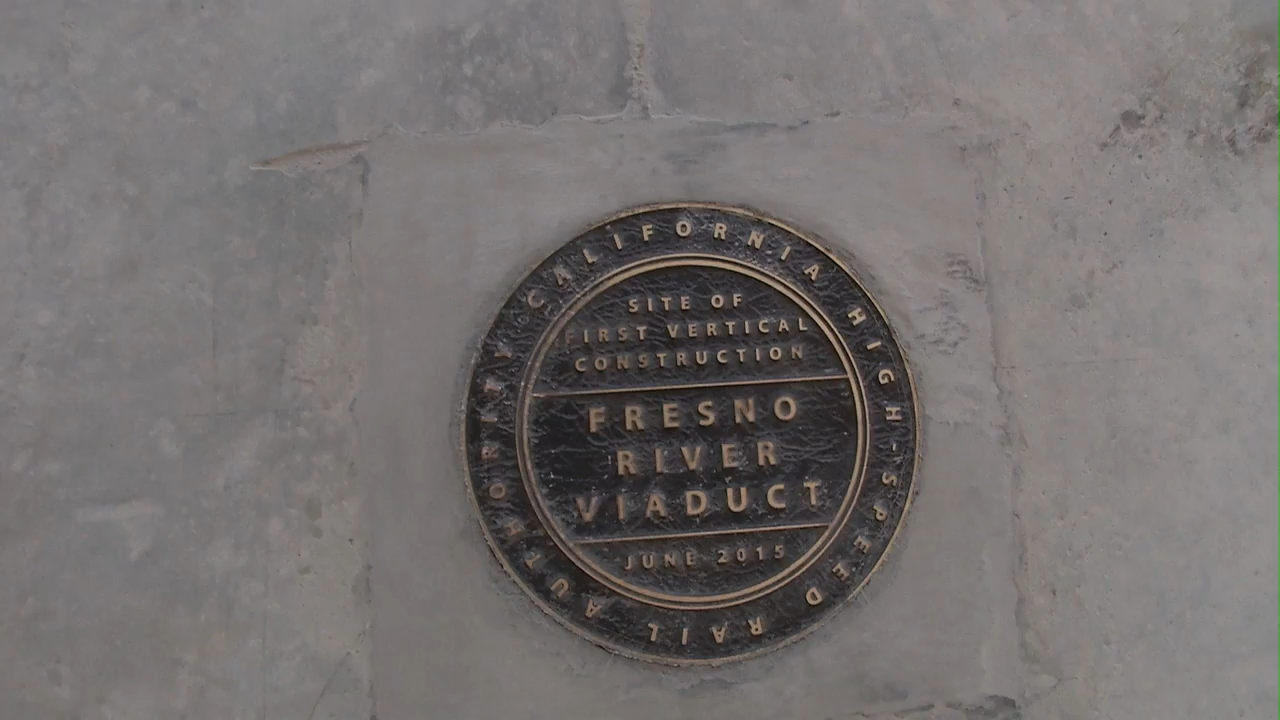 CALIFORNIA HIGH-SPEED RAIL AUTHORITY
SITE OF
FIRST VERTICAL
CONSTRUCTION
FRESNO
RIVER
VIADUCT
JUNE 2015